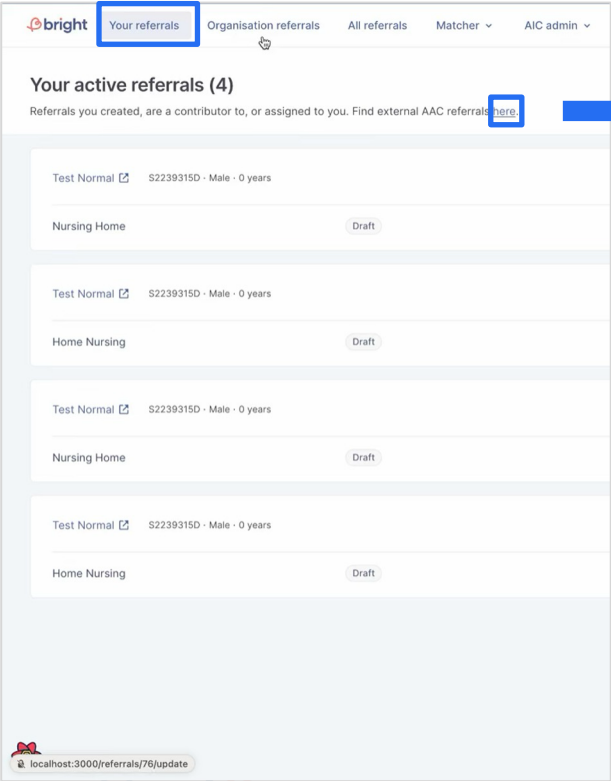 bright Your referrals Organisation referrals All referrals Matcher AIC admin
Your active referrals (4)
Referrals you created, are a contributor to, or assigned to you. Find external AAC referrals here.
Test Normal S2239315D · Male · 0 years
Nursing Home Draft
Test Normal S2239315D · Male · 0 years
Home Nursing Draft
Test Normal S2239315D · Male · 0 years
Nursing Home Draft
Test Normal S2239315D · Male · 0 years
Home Nursing Draft
localhost:3000/referrals/76/update